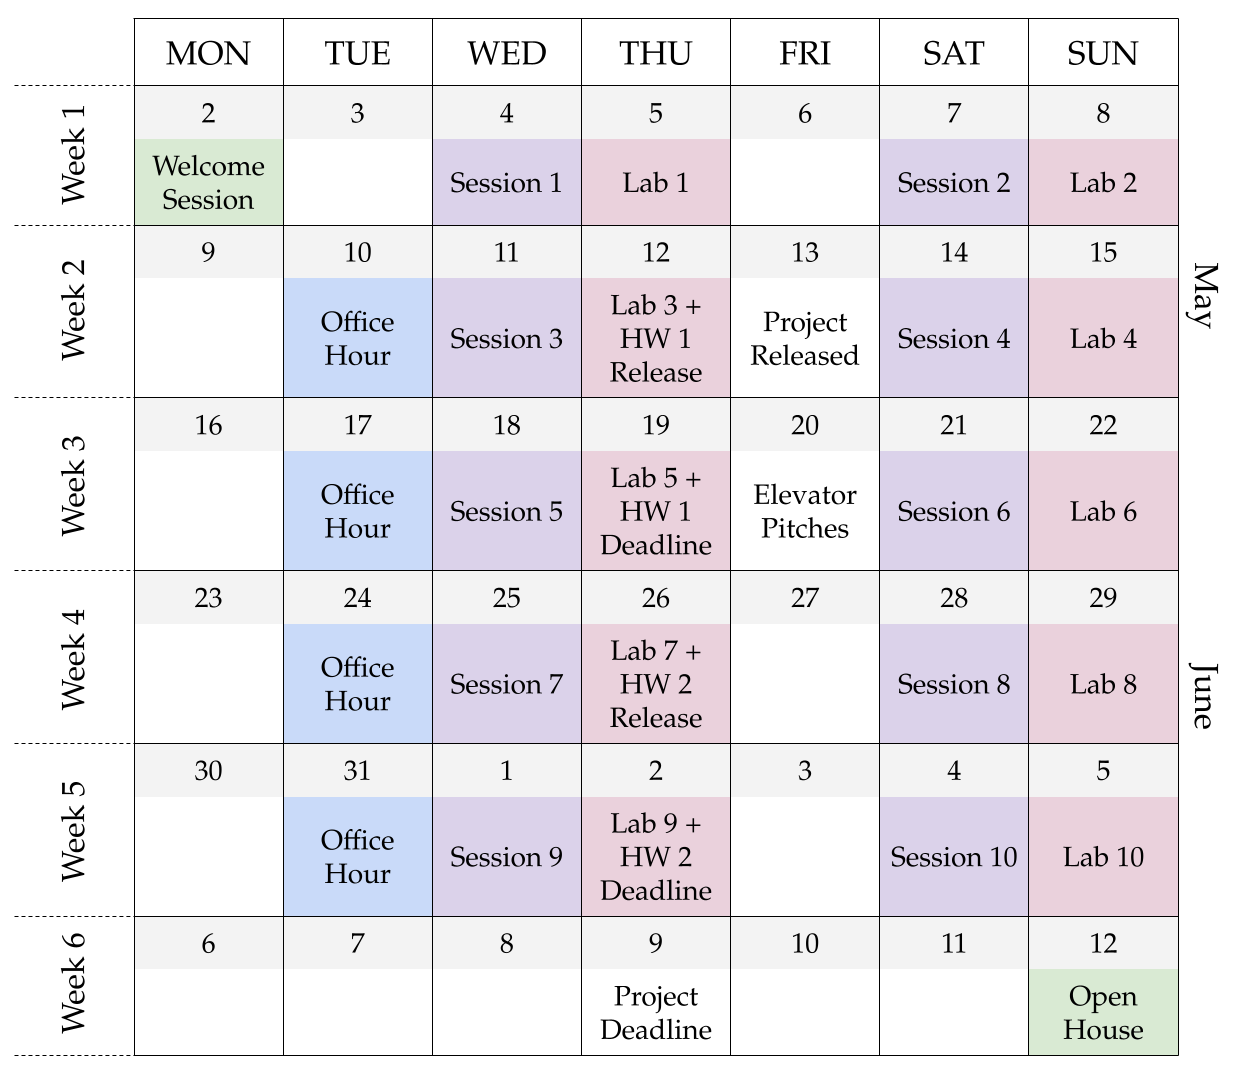 MON TUE WED THU FRI SAT SUN
Week 1
2 3 4 5 6 7 8
Welcome
Session
Session 1
Lab 1
Session 2
Lab 2
Week 2
9 10 11 12 13 14 15
Office
Hour
Session 3
Lab 3 +
HW 1
Release
Project
Released
Session 4
Lab 4
May
Week 3
16 17 18 19 20 21 22
Office
Hour
Session 5
Lab 5 +
HW 1
Deadline
Elevator
Pitches
Session 6
Lab 6
Week 4
23 24 25 26 27 28 29
Office
Hour
Session 7
Lab 7 +
HW 2
Release
Session 8
Lab 8
June
Week 5
30 31 1 2 3 4 5
Office
Hour
Session 9
Lab 9 +
HW 2
Deadline
Session 10
Lab 10
Week 6
6 7 8 9 10 11 12
Project
Deadline
Open
House